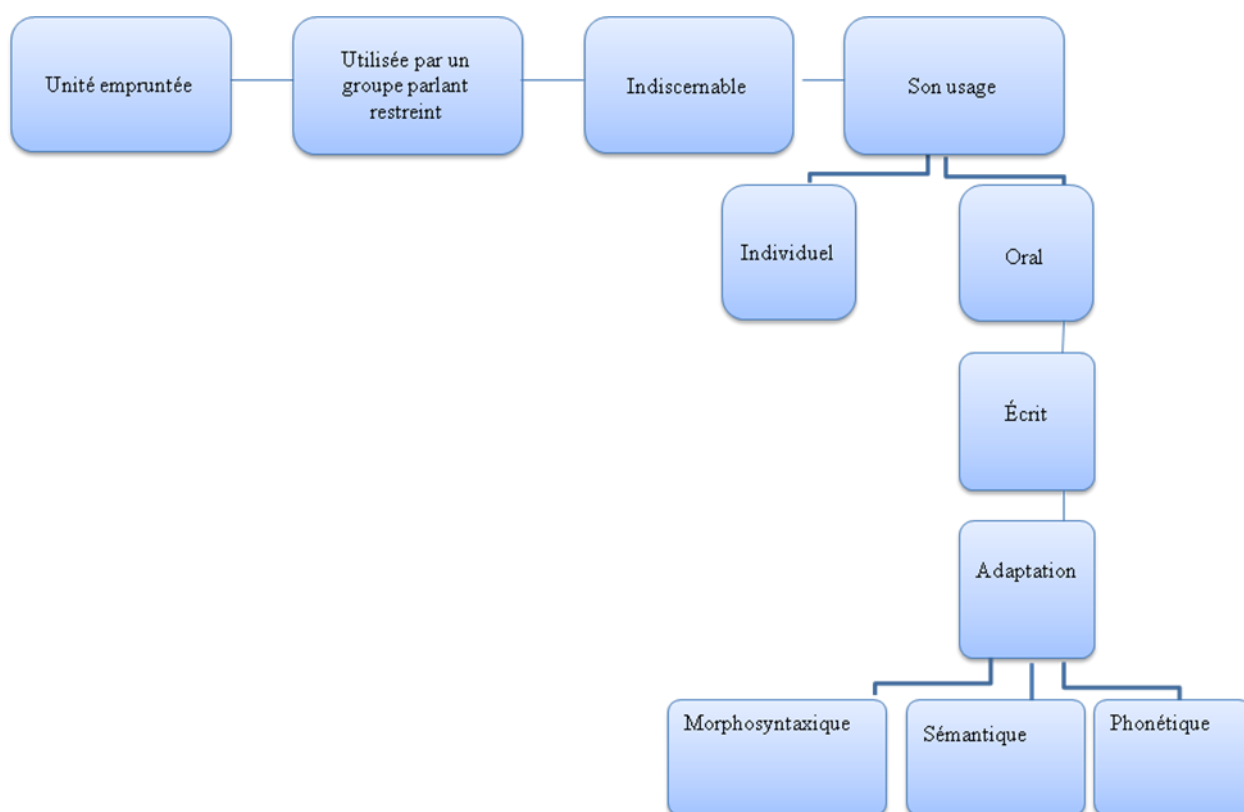 Unité empruntée
Utilisée par un
groupe parlant
restreint
Indiscernable
Son usage
Individuel
Oral
Écrit
Adaptation
Morphosyntaxique
Sémantique
Phonétique